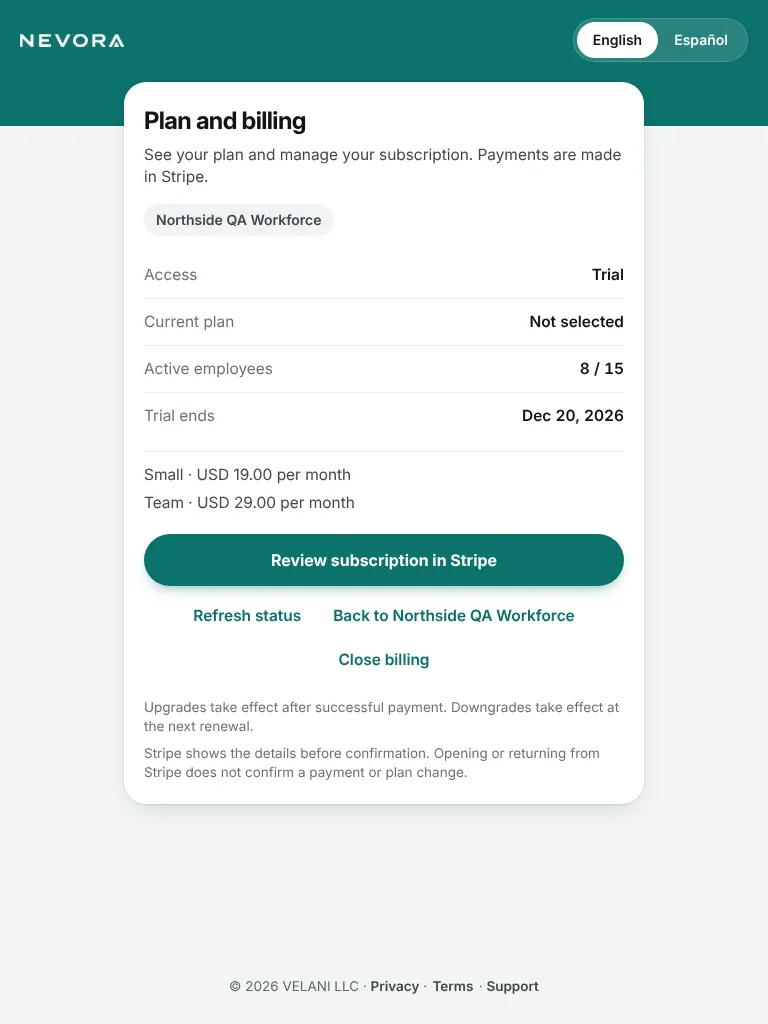 NEVORA
English
Español
Plan and billing
See your plan and manage your subscription. Payments are made
in Stripe.
Northside QA Workforce
Access Trial
Current plan Not selected
Active employees 8 / 15
Trial ends Dec 20, 2026
Small · USD 19.00 per month
Team · USD 29.00 per month
Review subscription in Stripe
Refresh status Back to Northside QA Workforce
Close billing
Upgrades take effect after successful payment. Downgrades take effect at
the next renewal.
Stripe shows the details before confirmation. Opening or returning from
Stripe does not confirm a payment or plan change.
© 2026 VELANI LLC · Privacy · Terms · Support